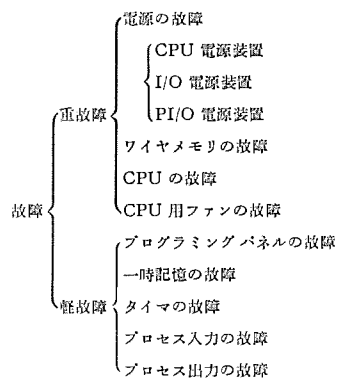 電源の故障
CPU 電源装置
I/O 電源装置
重故障
PI/O 電源装置
ワイヤメモリの故障
CPU の故障
故障
CPU 用ファンの故障
プログラミング パネルの故障
一時記憶の故障
軽故障
タイマの故障
プロセス入力の故障
プロセス出力の故障